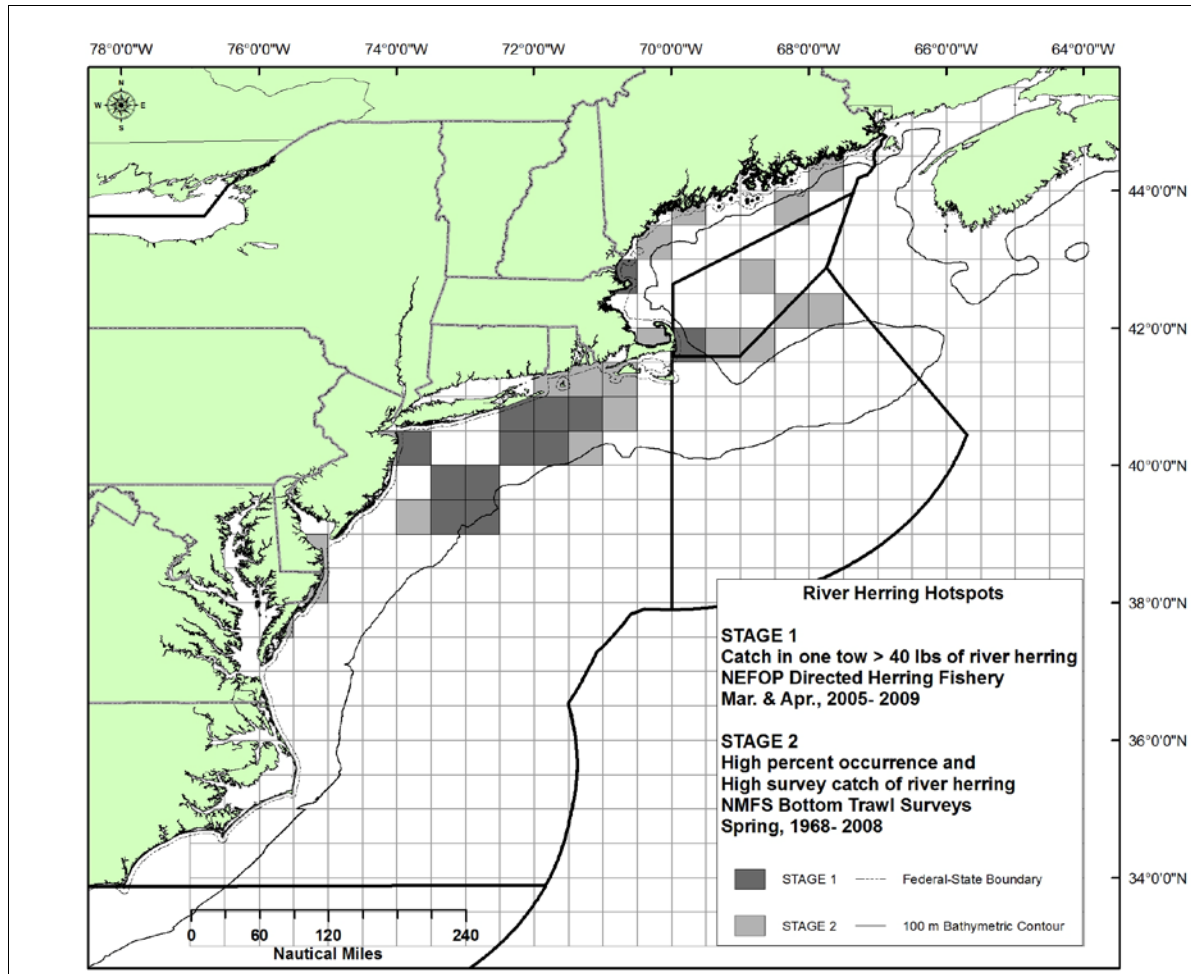 78°0'0"W 76°0'0"W 74°0'0"W 72°0'0"W 70°0'0"W 68°0'0"W 66°0'0"W 64°0'0"W
N
W E
S
44°0'0"N
42°0'0"N
40°0'0"N
38°0'0"N
36°0'0"N
34°0'0"N
River Herring Hotspots
STAGE 1
Catch in one tow > 40 lbs of river herring
NEFOP Directed Herring Fishery
Mar. & Apr., 2005- 2009
STAGE 2
High percent occurrence and
High survey catch of river herring
NMFS Bottom Trawl Surveys
Spring, 1968- 2008
STAGE 1 Federal-State Boundary
STAGE 2 100 m Bathymetric Contour
0 60 120 240
Nautical Miles